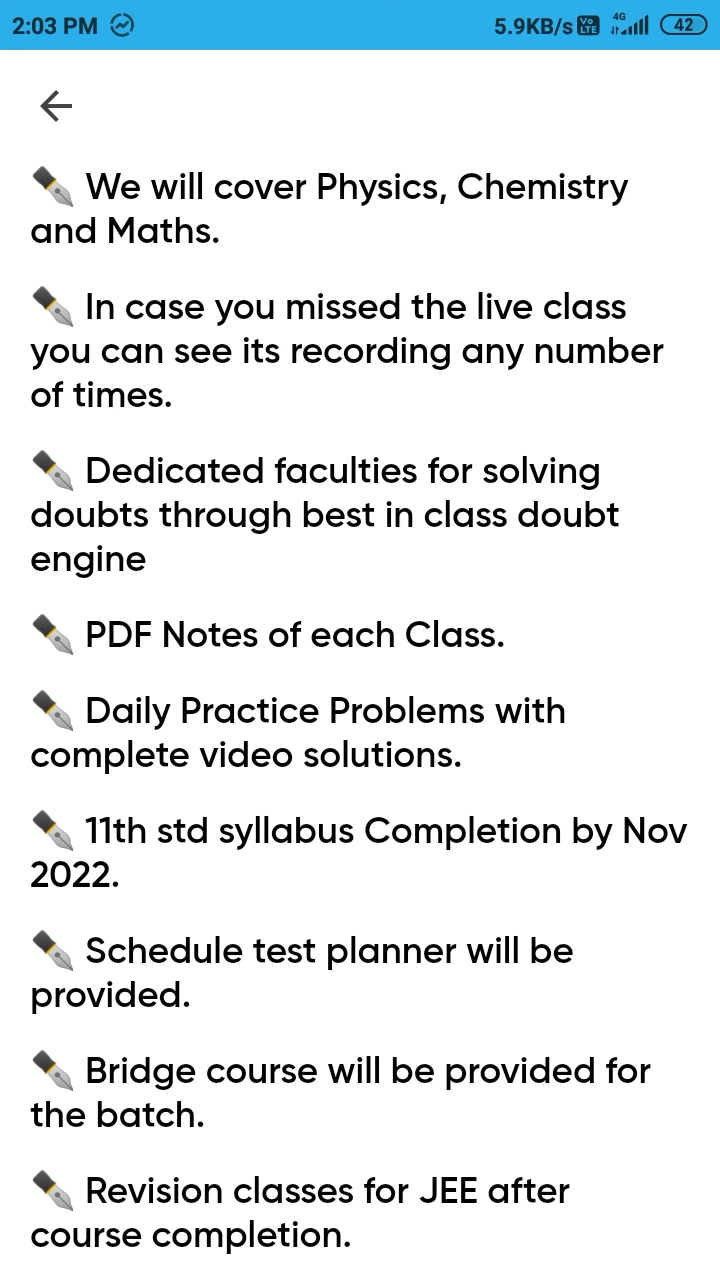 2:03 PM 5.9KB/s Vo LTE 4G 42
✒️ We will cover Physics, Chemistry
and Maths.
✒️ In case you missed the live class
you can see its recording any number
of times.
✒️ Dedicated faculties for solving
doubts through best in class doubt
engine
✒️ PDF Notes of each Class.
✒️ Daily Practice Problems with
complete video solutions.
✒️ 11th std syllabus Completion by Nov
2022.
✒️ Schedule test planner will be
provided.
✒️ Bridge course will be provided for
the batch.
✒️ Revision classes for JEE after
course completion.